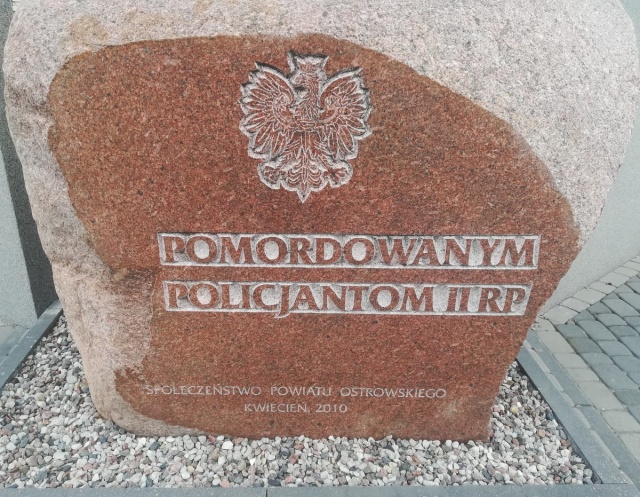 POMORDOWANYM
POLICJANTOM II RP
SPOŁECZEŃSTWO POWIATU OSTROWSKIEGO
KWIECIEŃ, 2010